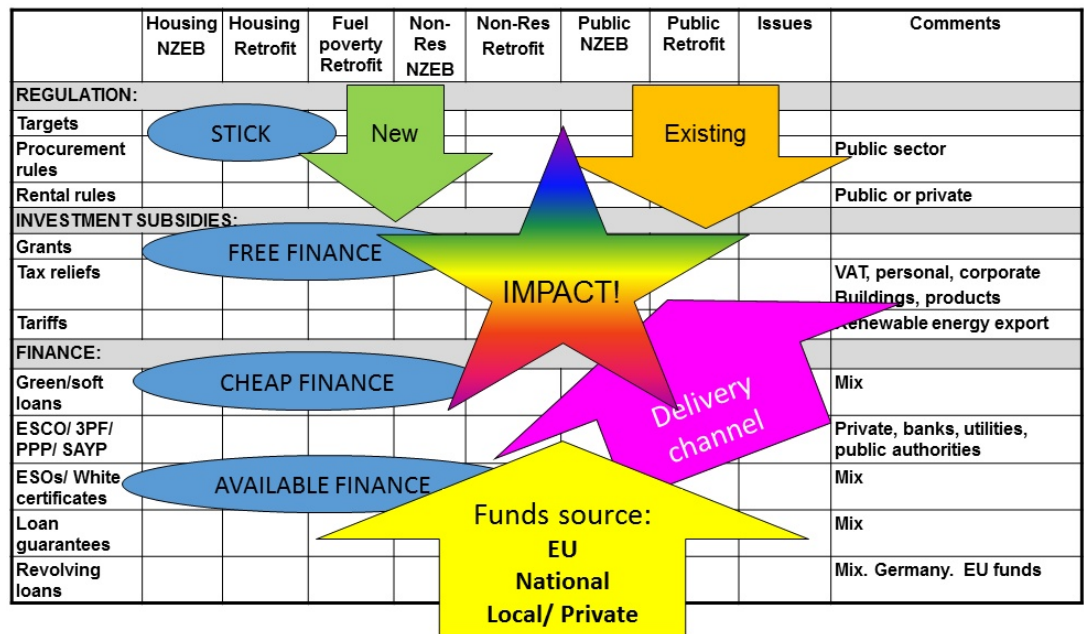 Housing NZEB
Housing Retrofit
Fuel poverty Retrofit
Non-Res NZEB
Non-Res Retrofit
Public NZEB
Public Retrofit
Issues
Comments
REGULATION:
Targets
STICK
New
Existing
Procurement rules
Public sector
Rental rules
Public or private
INVESTMENT SUBSIDIES:
Grants
FREE FINANCE
Tax reliefs
VAT, personal, corporate
Buildings, products
IMPACT!
Tariffs
Renewable energy export
FINANCE:
Green/soft loans
CHEAP FINANCE
Mix
Delivery channel
ESCO/ 3PF/
PPP/ SAYP
Private, banks, utilities,
public authorities
ESOs/ White certificates
AVAILABLE FINANCE
Mix
Funds source:
EU
National
Local/ Private
Loan guarantees
Mix
Revolving loans
Mix. Germany. EU funds